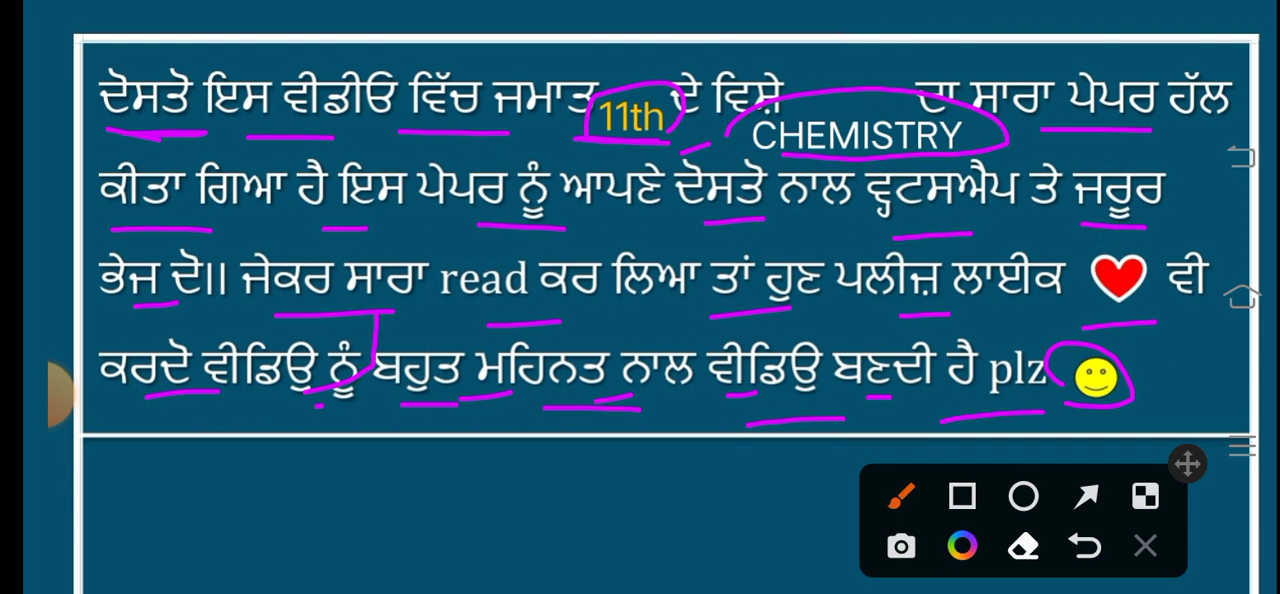 ਦੋਸਤੋ ਇਸ ਵੀਡੀਓ ਵਿੱਚ ਜਮਾਤ 11th ਦੇ ਵਿਸ਼ੇ CHEMISTRY ਦਾ ਸਾਰਾ ਪੇਪਰ ਹੱਲ
ਕੀਤਾ ਗਿਆ ਹੈ ਇਸ ਪੇਪਰ ਨੂੰ ਆਪਣੇ ਦੋਸਤੋ ਨਾਲ ਵ੍ਹਟਸਐਪ ਤੇ ਜਰੂਰ
ਭੇਜ ਦੋ।। ਜੇਕਰ ਸਾਰਾ read ਕਰ ਲਿਆ ਤਾਂ ਹੁਣ ਪਲੀਜ਼ ਲਾਈਕ ❤ ਵੀ
ਕਰਦੋ ਵੀਡਿਉ ਨੂੰ ਬਹੁਤ ਮਹਿਨਤ ਨਾਲ ਵੀਡਿਉ ਬਣਦੀ ਹੈ plz 🙂